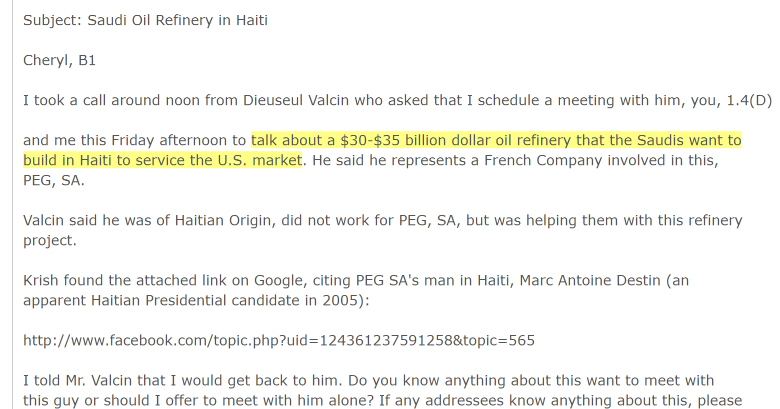 Subject: Saudi Oil Refinery in Haiti
Cheryl, B1
I took a call around noon from Dieuseul Valcin who asked that I schedule a meeting with him, you, 1.4(D)
and me this Friday afternoon to talk about a $30-$35 billion dollar oil refinery that the Saudis want to
build in Haiti to service the U.S. market. He said he represents a French Company involved in this,
PEG, SA.
Valcin said he was of Haitian Origin, did not work for PEG, SA, but was helping them with this refinery
project.
Krish found the attached link on Google, citing PEG SA's man in Haiti, Marc Antoine Destin (an
apparent Haitian Presidential candidate in 2005):
http://www.facebook.com/topic.php?uid=124361237591258&topic=565
I told Mr. Valcin that I would get back to him. Do you know anything about this want to meet with
this guy or should I offer to meet with him alone? If any addressees know anything about this, please